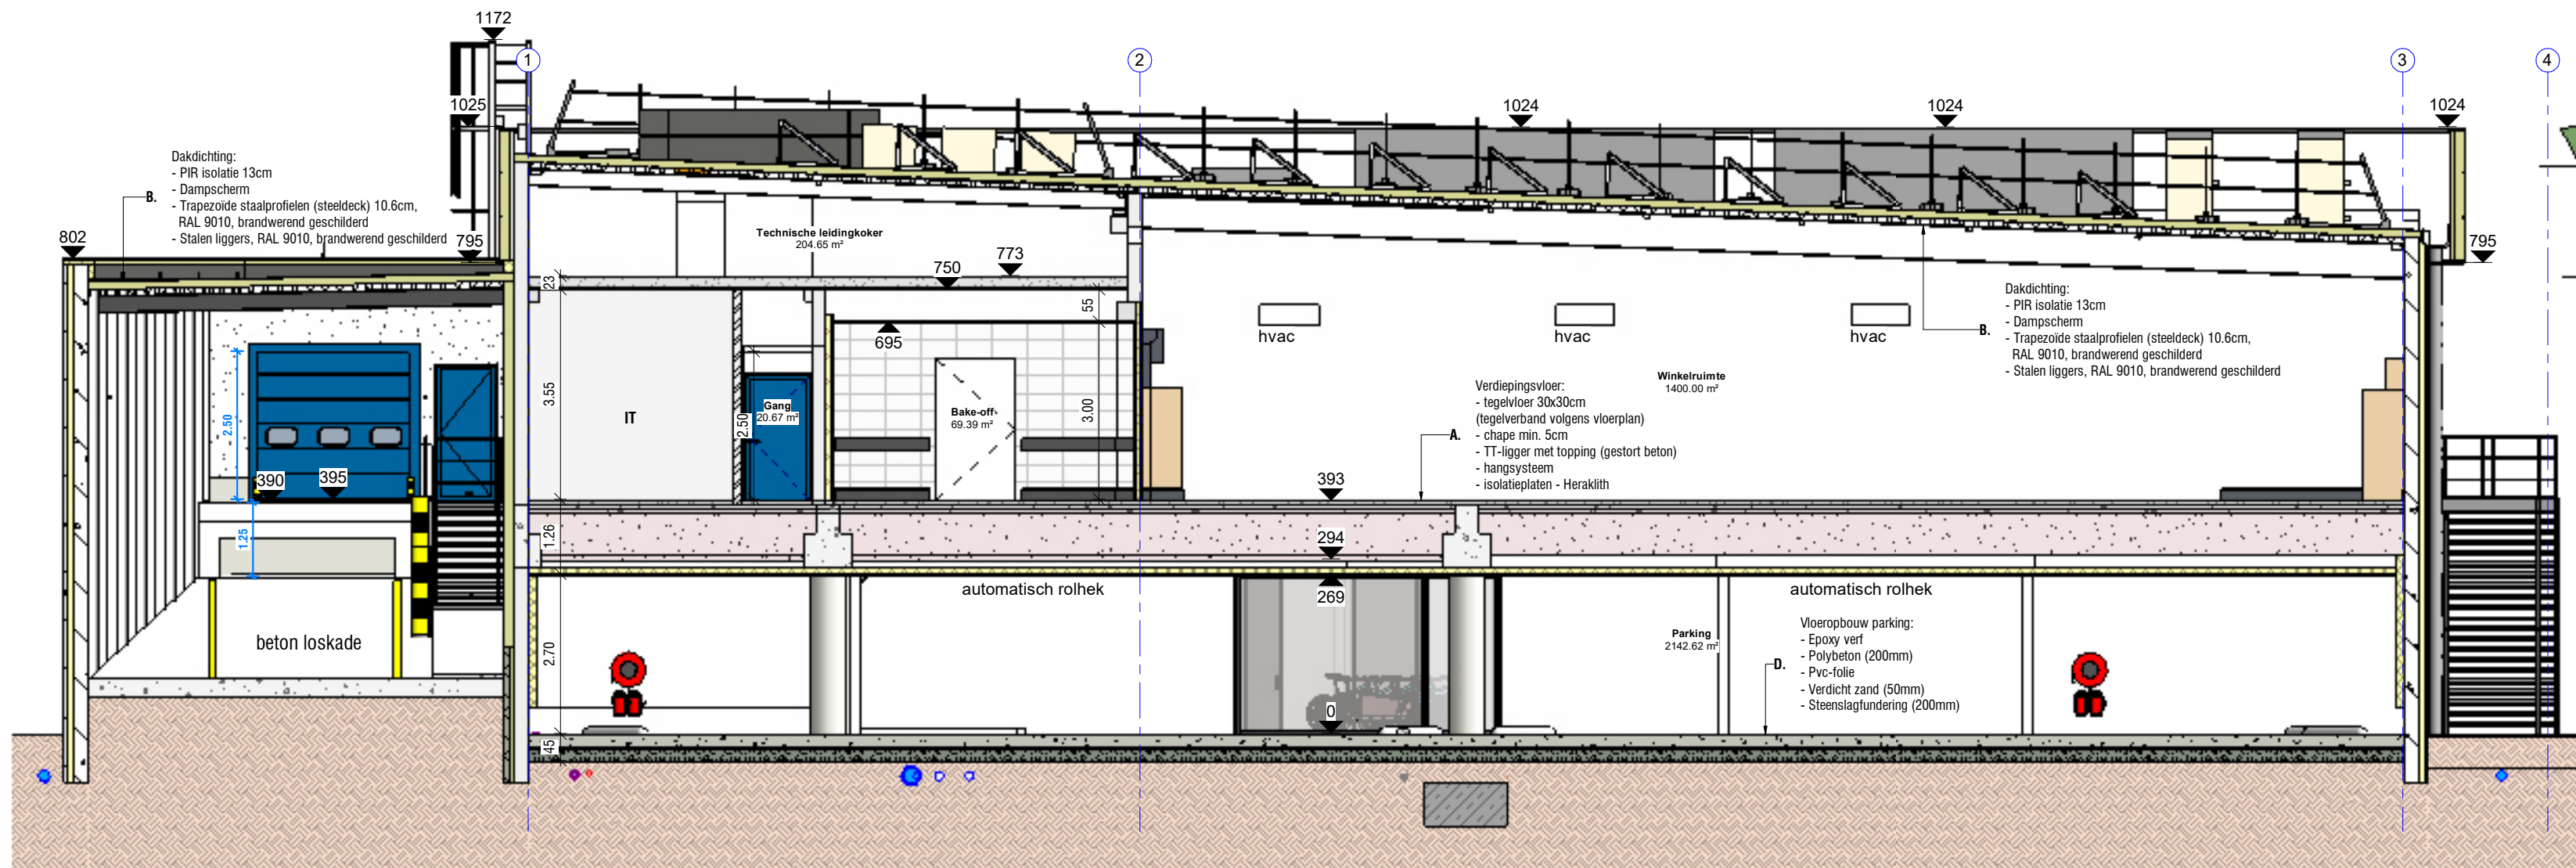 1172
1
2
3
4
1025
1024
1024
1024
Dakdichting:
- PIR isolatie 13cm
- Dampscherm
- Trapezoïde staalprofielen (steeldeck) 10.6cm,
RAL 9010, brandwerend geschilderd
- Stalen liggers, RAL 9010, brandwerend geschilderd
B.
802
795
Technische leidingkoker
204.65 m²
773
750
23
55
695
795
hvac
hvac
hvac
Dakdichting:
- PIR isolatie 13cm
- Dampscherm
- Trapezoïde staalprofielen (steeldeck) 10.6cm,
RAL 9010, brandwerend geschilderd
- Stalen liggers, RAL 9010, brandwerend geschilderd
B.
Winkelruimte
1400.00 m²
Verdiepingsvloer:
- tegelvloer 30x30cm
(tegelverband volgens vloerplan)
- chape min. 5cm
- TT-ligger met topping (gestort beton)
- hangsysteem
- isolatieplaten - Heraklith
A.
2.50
3.55
IT
2.50
Gang
20.67 m²
Bake-off
69.39 m²
3.00
390
395
393
1.25
1.26
294
269
automatisch rolhek
automatisch rolhek
beton loskade
2.70
Parking
2142.62 m²
Vloeropbouw parking:
- Epoxy verf
- Polybeton (200mm)
- Pvc-folie
- Verdicht zand (50mm)
- Steenslagfundering (200mm)
D.
0
45